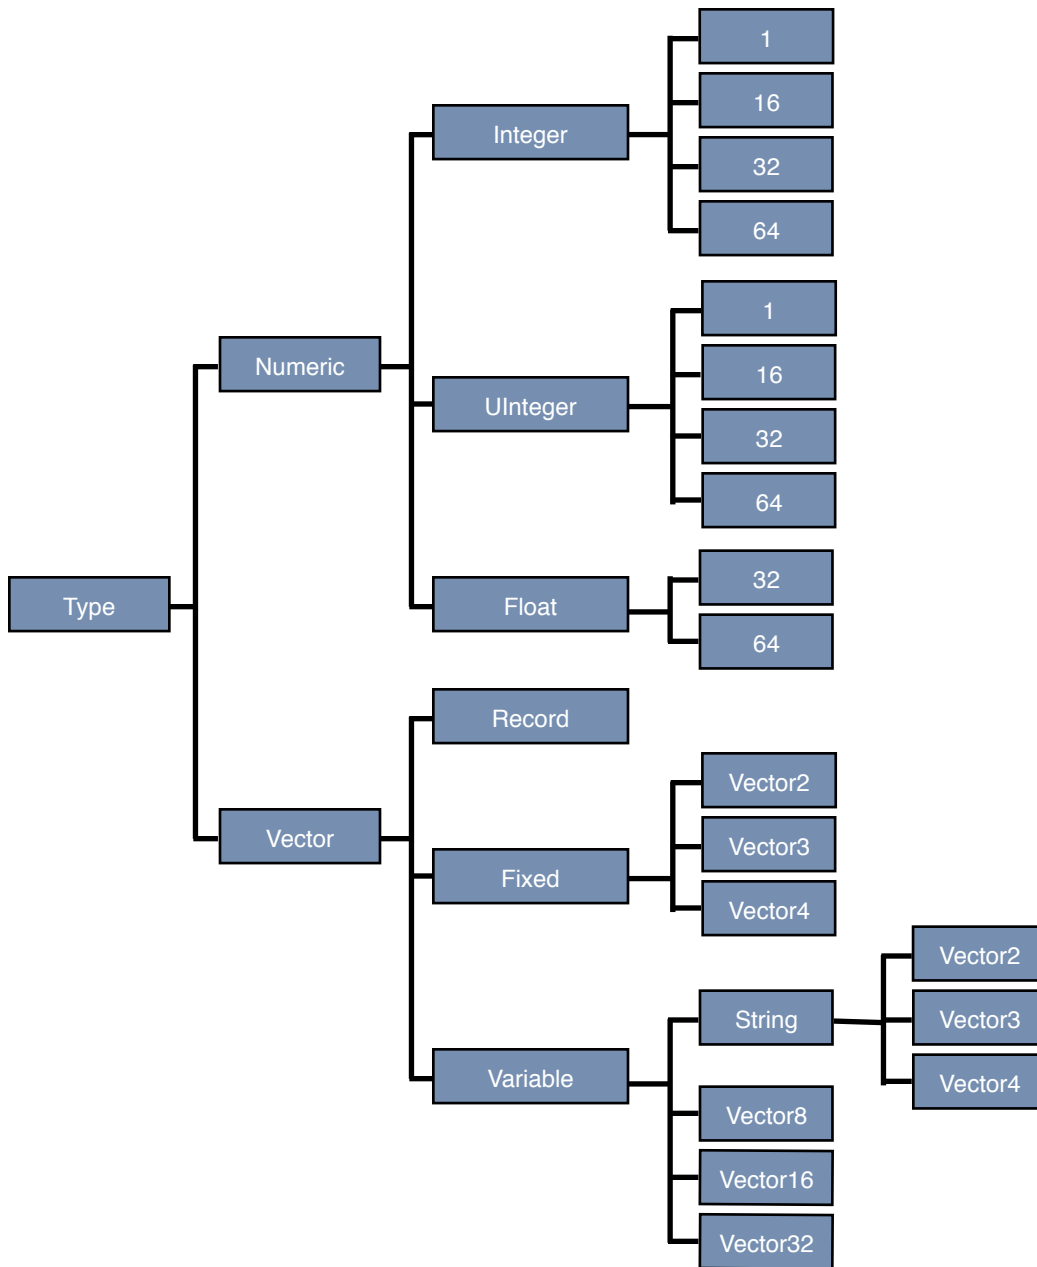 Type
Numeric
Integer
1
16
32
64
UInteger
1
16
32
64
Float
32
64
Vector
Record
Fixed
Vector2
Vector3
Vector4
Variable
String
Vector2
Vector3
Vector4
Vector8
Vector16
Vector32